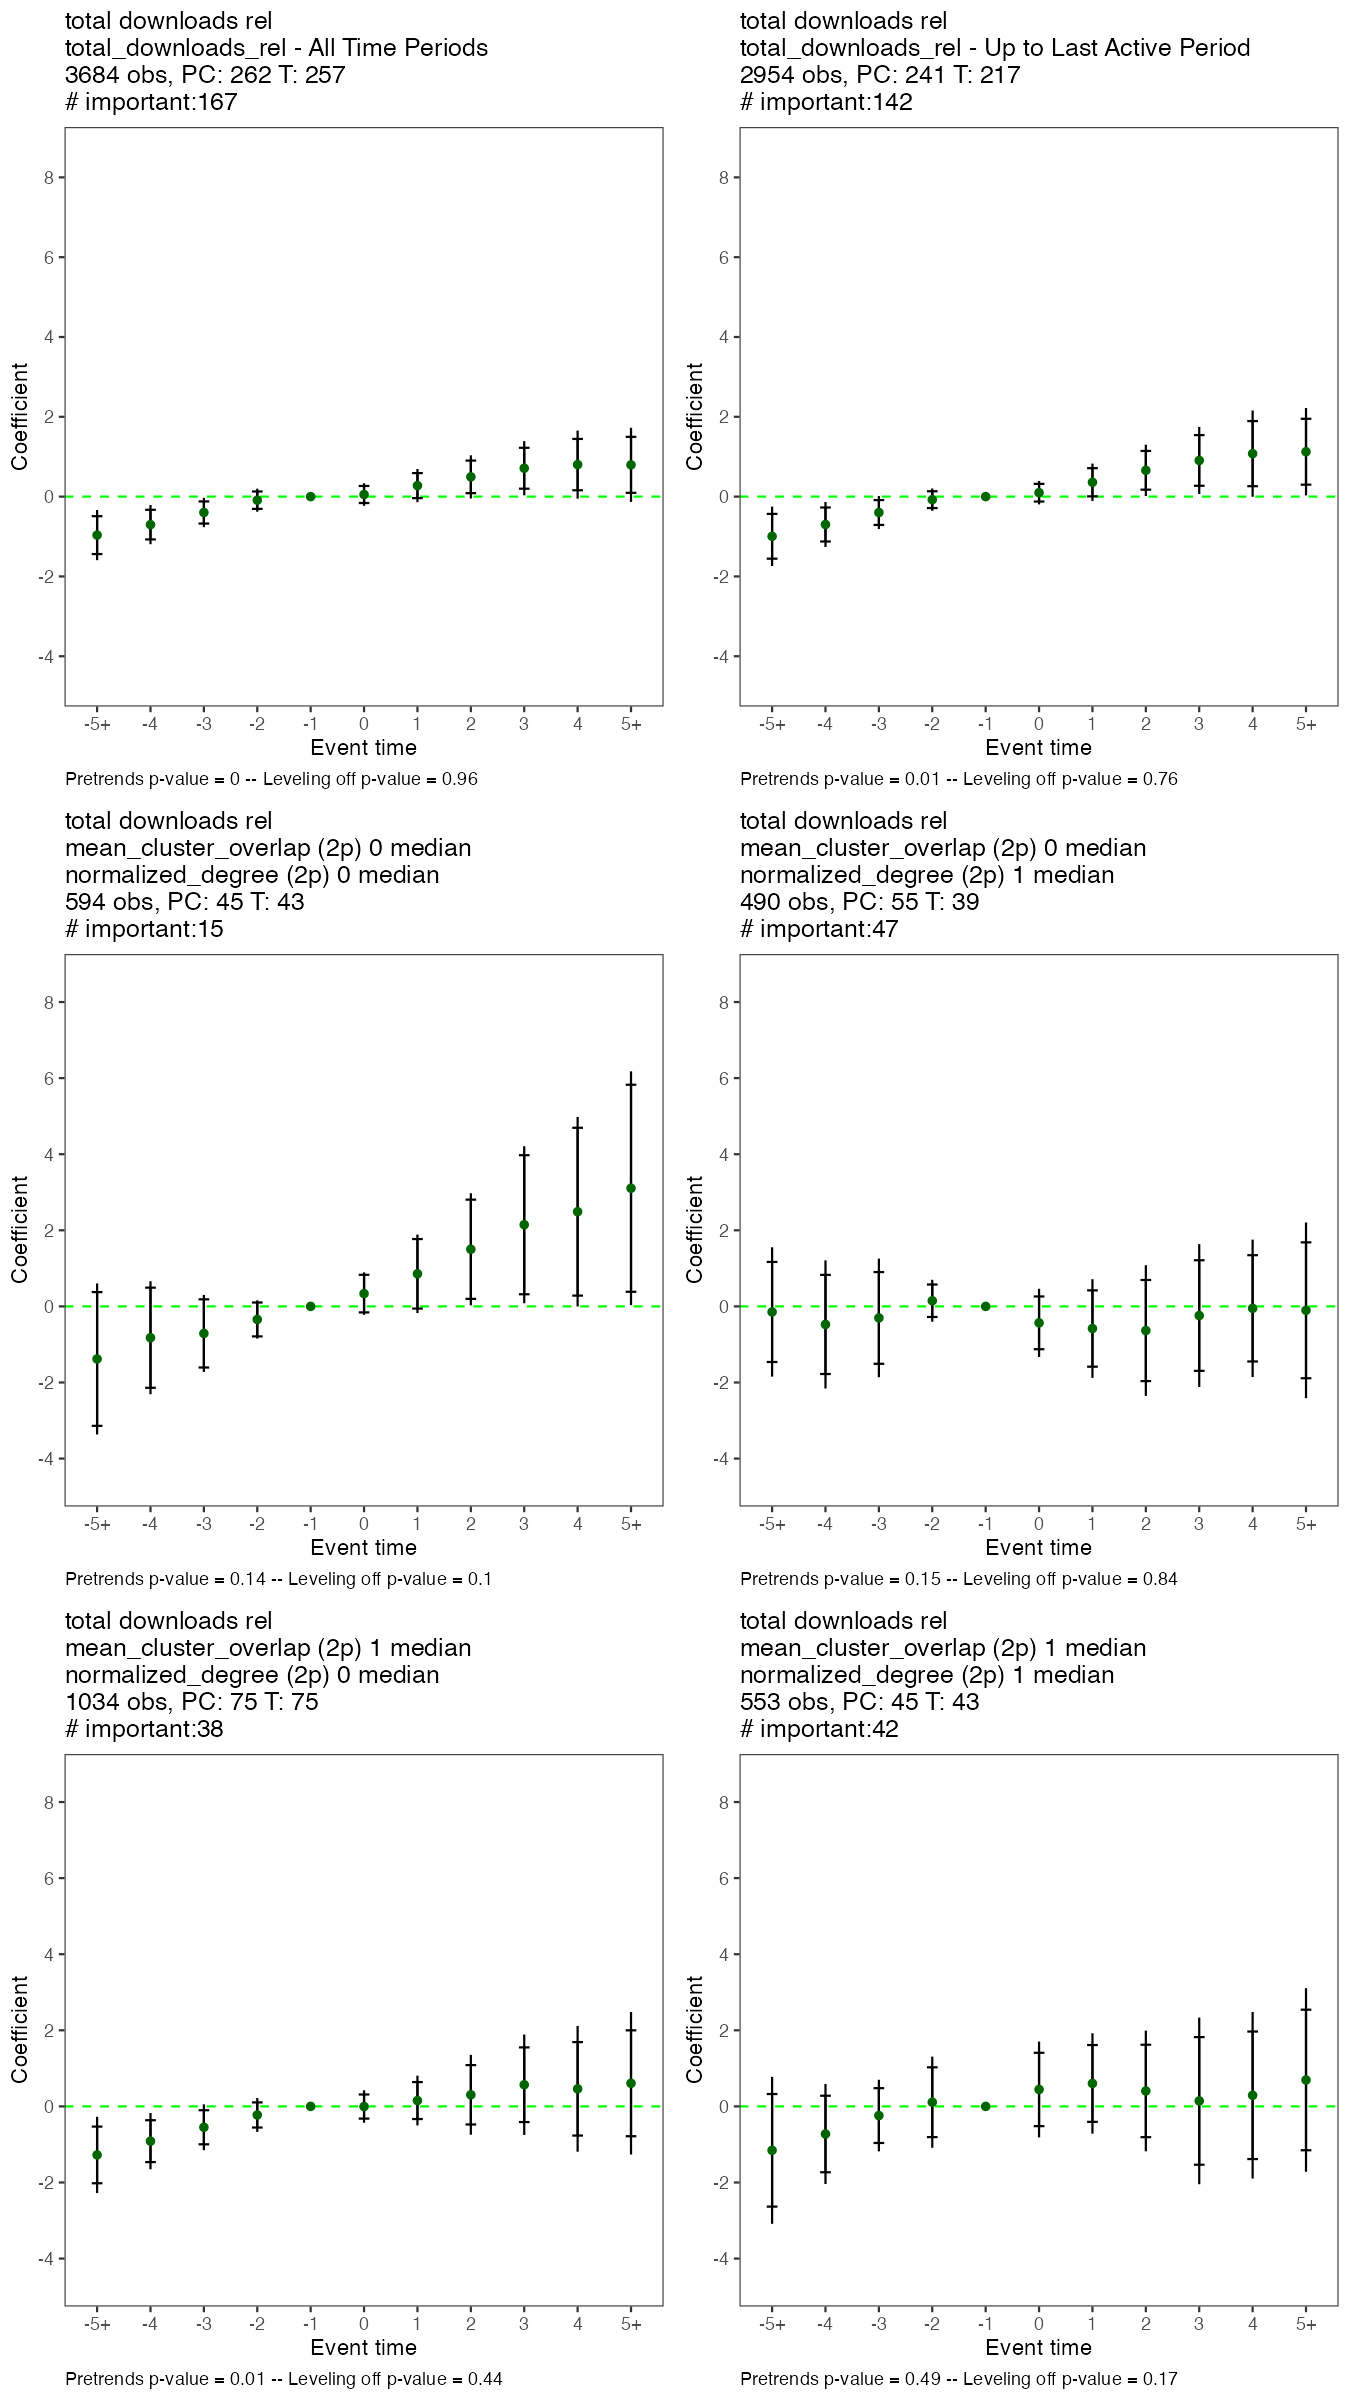 total downloads rel
total_downloads_rel - All Time Periods
3684 obs, PC: 262 T: 257
# important:167
8
6
4
2
0
-2
-4
Coefficient
-5+ -4 -3 -2 -1 0 1 2 3 4 5+
Event time
Pretrends p-value = 0 -- Leveling off p-value = 0.96
total downloads rel
total_downloads_rel - Up to Last Active Period
2954 obs, PC: 241 T: 217
# important:142
8
6
4
2
0
-2
-4
Coefficient
-5+ -4 -3 -2 -1 0 1 2 3 4 5+
Event time
Pretrends p-value = 0.01 -- Leveling off p-value = 0.76
total downloads rel
mean_cluster_overlap (2p) 0 median
normalized_degree (2p) 0 median
594 obs, PC: 45 T: 43
# important:15
8
6
4
2
0
-2
-4
Coefficient
-5+ -4 -3 -2 -1 0 1 2 3 4 5+
Event time
Pretrends p-value = 0.14 -- Leveling off p-value = 0.1
total downloads rel
mean_cluster_overlap (2p) 0 median
normalized_degree (2p) 1 median
490 obs, PC: 55 T: 39
# important:47
8
6
4
2
0
-2
-4
Coefficient
-5+ -4 -3 -2 -1 0 1 2 3 4 5+
Event time
Pretrends p-value = 0.15 -- Leveling off p-value = 0.84
total downloads rel
mean_cluster_overlap (2p) 1 median
normalized_degree (2p) 0 median
1034 obs, PC: 75 T: 75
# important:38
8
6
4
2
0
-2
-4
Coefficient
-5+ -4 -3 -2 -1 0 1 2 3 4 5+
Event time
Pretrends p-value = 0.01 -- Leveling off p-value = 0.44
total downloads rel
mean_cluster_overlap (2p) 1 median
normalized_degree (2p) 1 median
553 obs, PC: 45 T: 43
# important:42
8
6
4
2
0
-2
-4
Coefficient
-5+ -4 -3 -2 -1 0 1 2 3 4 5+
Event time
Pretrends p-value = 0.49 -- Leveling off p-value = 0.17